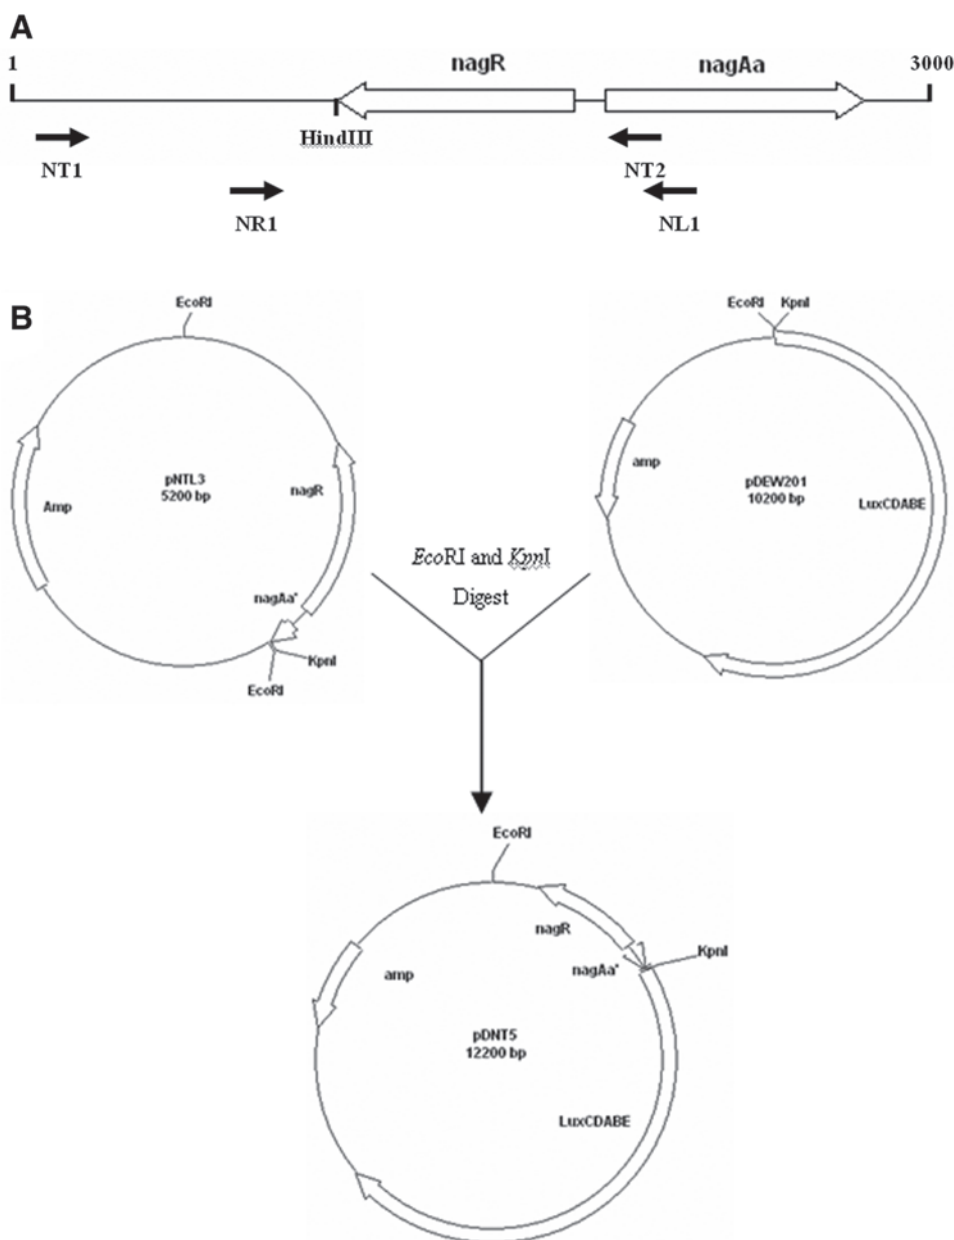 A
1 nagR nagAa 3000
HindIII
NT1 NT2
NR1 NL1
B
EcoRI
pNTL3
5200 bp
Amp
nagR
nagAa*
KpnI
EcoRI
EcoRI KpnI
amp
pDEW201
10200 bp
LuxCDABE
EcoRI and KpnI
Digest
EcoRI
nagR
nagAa*
KpnI
amp
pDNT5
12200 bp
LuxCDABE